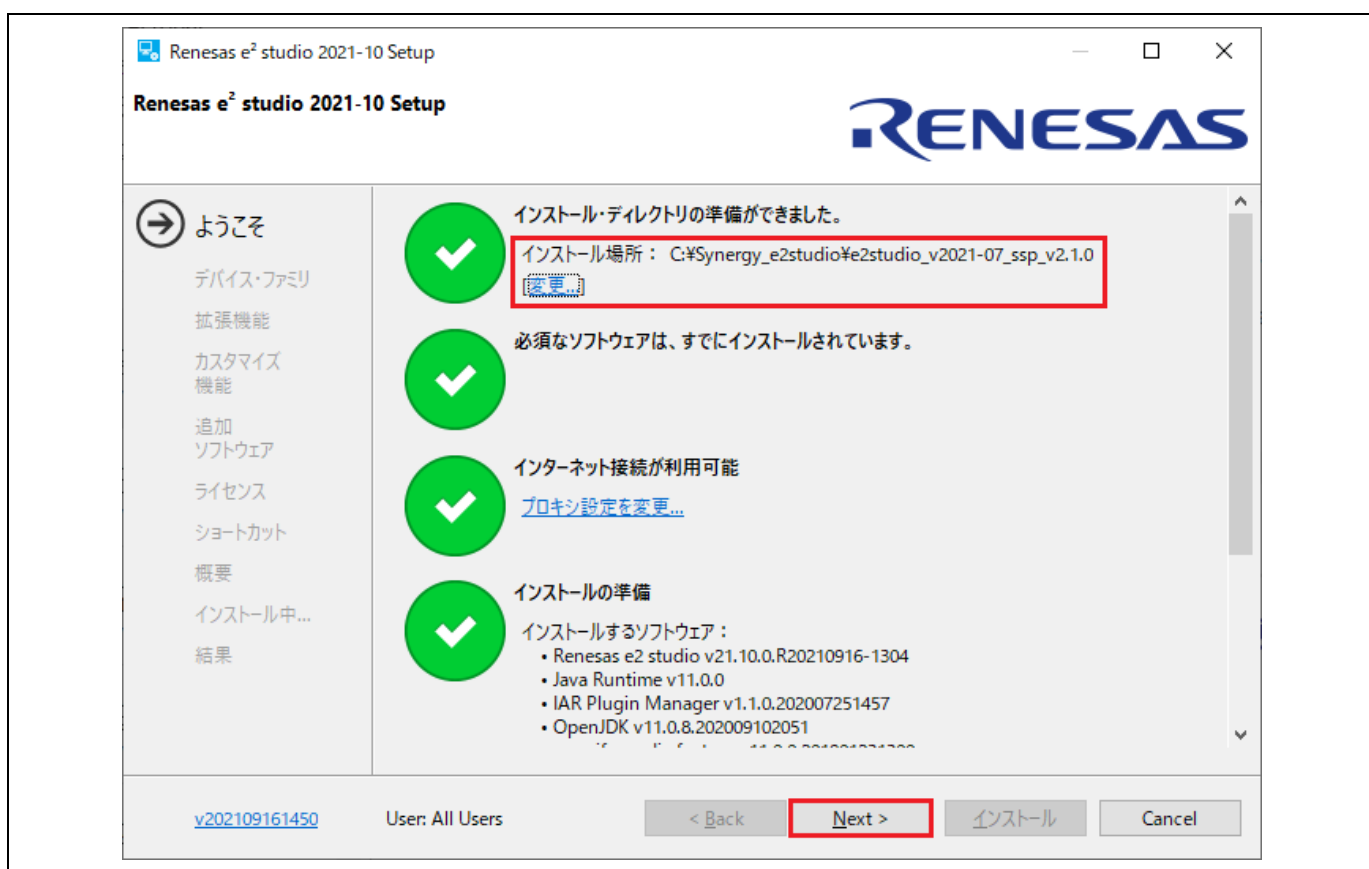 Renesas e² studio 2021-10 Setup
Renesas e² studio 2021-10 Setup
RENESAS
ようこそ
デバイス・ファミリ
拡張機能
カスタマイズ
機能
追加
ソフトウェア
ライセンス
ショートカット
概要
インストール中...
結果
インストール・ディレクトリの準備ができました。
インストール場所： C:¥Synergy_e2studio¥e2studio_v2021-07_ssp_v2.1.0
[変更...]
必須なソフトウェアは、すでにインストールされています。
インターネット接続が利用可能
プロキシ設定を変更...
インストールの準備
インストールするソフトウェア：
• Renesas e2 studio v21.10.0.R20210916-1304
• Java Runtime v11.0.0
• IAR Plugin Manager v1.1.0.202007251457
• OpenJDK v11.0.8.202009102051
v202109161450
User: All Users
< Back
Next >
インストール
Cancel